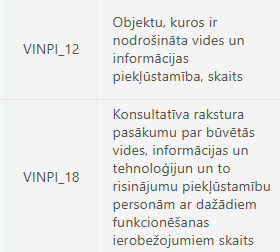 Objektu, kuros ir
nodrošināta vides un
VINPI_12
informācijas
piekļūstamība, skaits
Konsultatīva rakstura
pasākumu par būvētās
vides, informācijas un
tehnoloģijun un to
VINPI_18
risinājumu piekļūstamību
personām ar dažādiem
funkcionēšanas
ierobežojumiem skaits